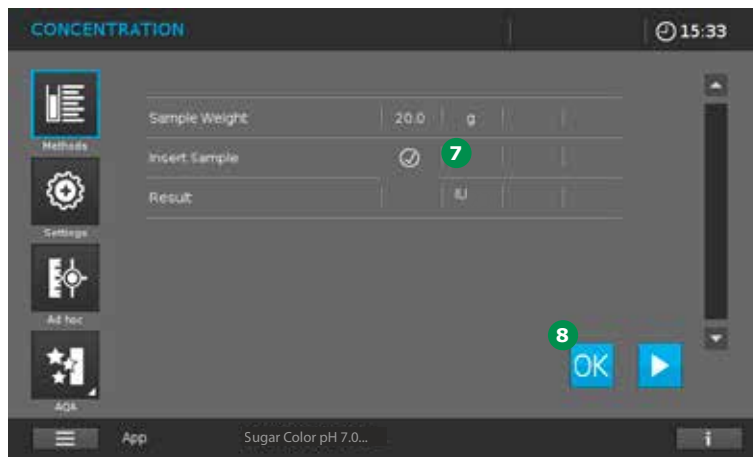 CONCENTRATION 15:33
Methods
Sample Weight 20.0 g
Insert Sample 7
Result IU
Settings
Ad hoc
8
OK
AQA
App Sugar Color pH 7.0...
i